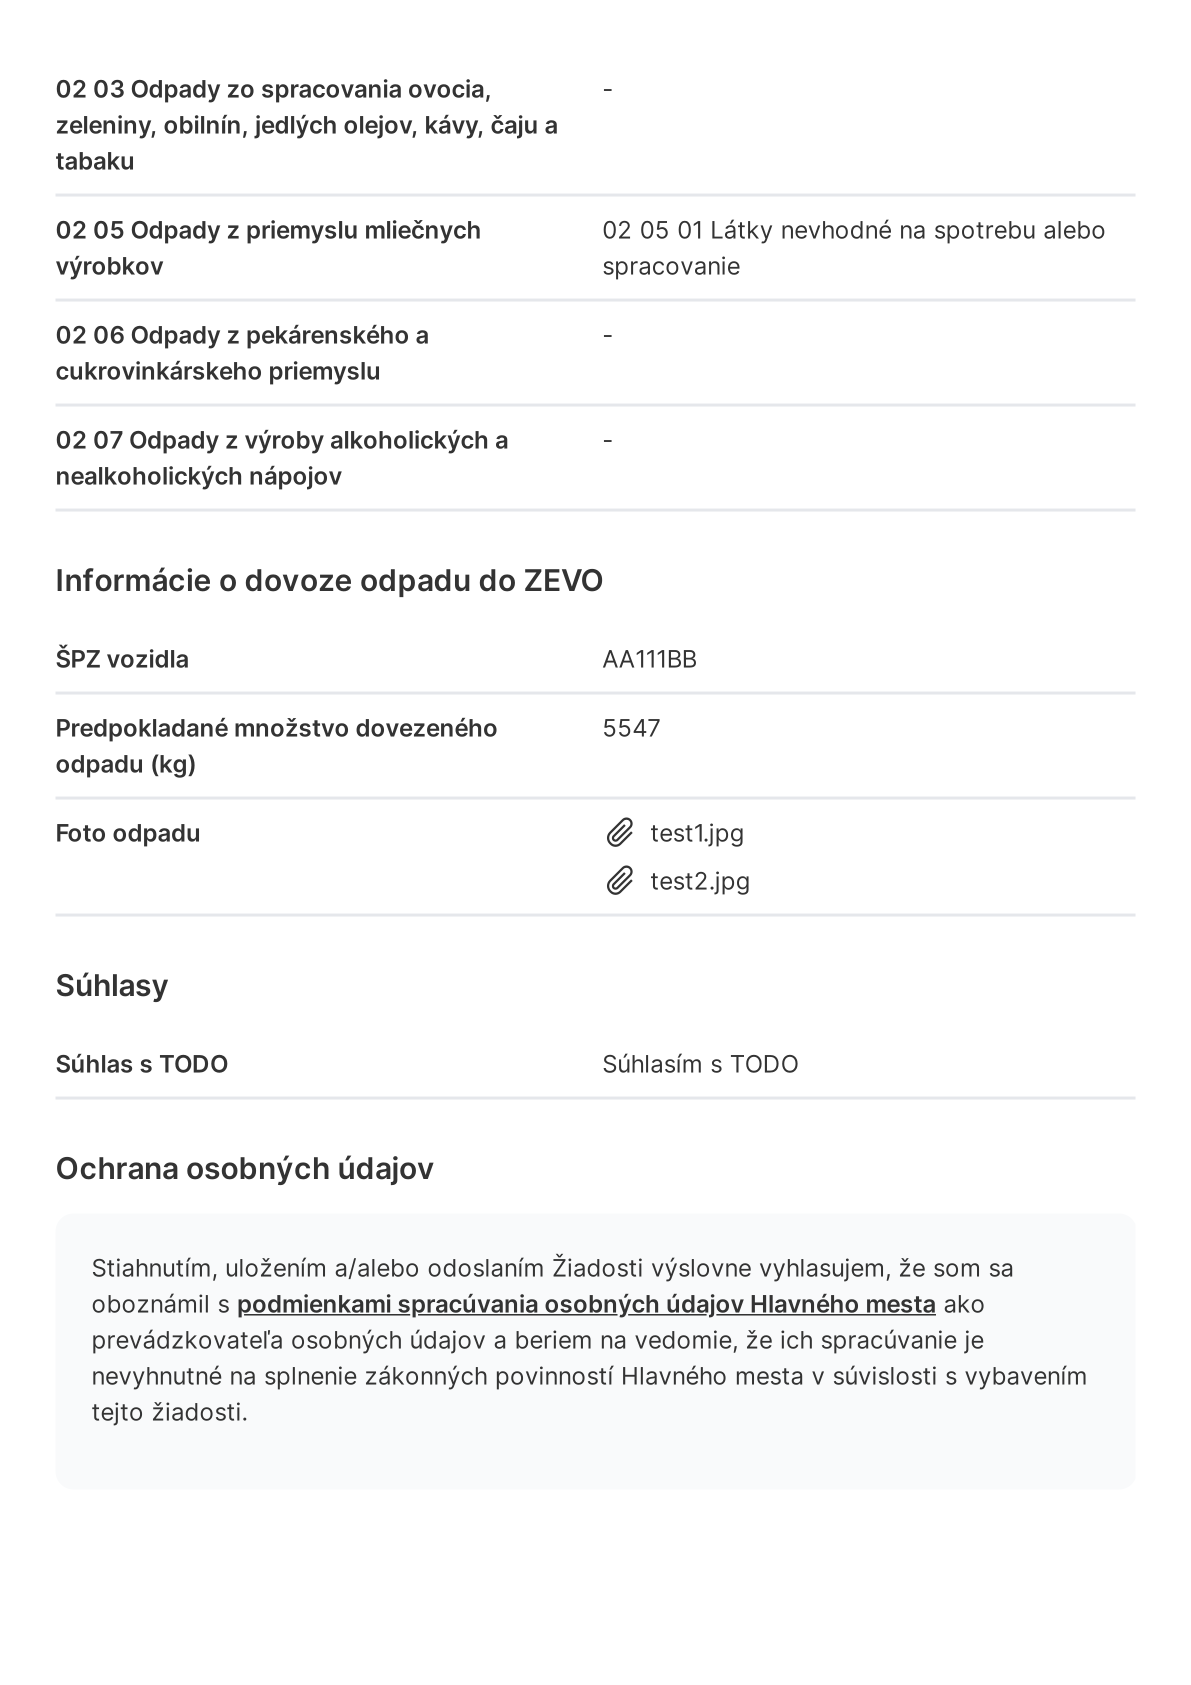 02 03 Odpady zo spracovania ovocia,
zeleniny, obilnín, jedlých olejov, kávy, čaju a
tabaku
-
02 05 Odpady z priemyslu mliečnych
výrobkov
02 05 01 Látky nevhodné na spotrebu alebo
spracovanie
02 06 Odpady z pekárenského a
cukrovinkárskeho priemyslu
-
02 07 Odpady z výroby alkoholických a
nealkoholických nápojov
-
Informácie o dovoze odpadu do ZEVO
ŠPZ vozidla
AA111BB
Predpokladané množstvo dovezeného
odpadu (kg)
5547
Foto odpadu
test1.jpg
test2.jpg
Súhlasy
Súhlas s TODO
Súhlasím s TODO
Ochrana osobných údajov
Stiahnutím, uložením a/alebo odoslaním Žiadosti výslovne vyhlasujem, že som sa
oboznámil s podmienkami spracúvania osobných údajov Hlavného mesta ako
prevádzkovateľa osobných údajov a beriem na vedomie, že ich spracúvanie je
nevyhnutné na splnenie zákonných povinností Hlavného mesta v súvislosti s vybavením
tejto žiadosti.